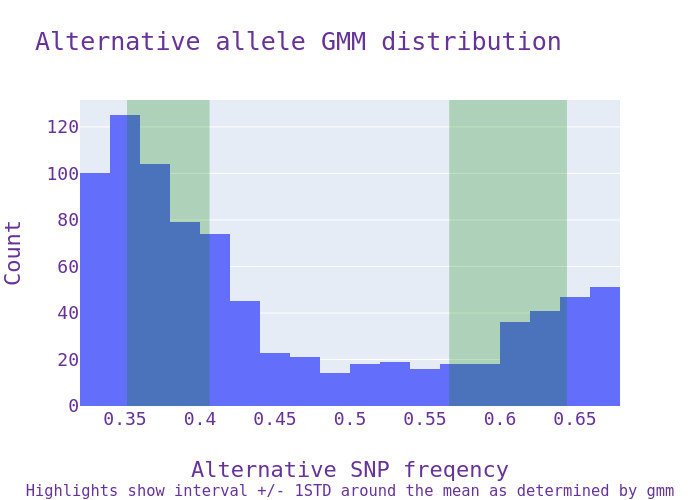 Alternative allele GMM distribution
Count
120
100
80
60
40
20
0
0.35 0.4 0.45 0.5 0.55 0.6 0.65
Alternative SNP freqency
Highlights show interval +/- 1STD around the mean as determined by gmm